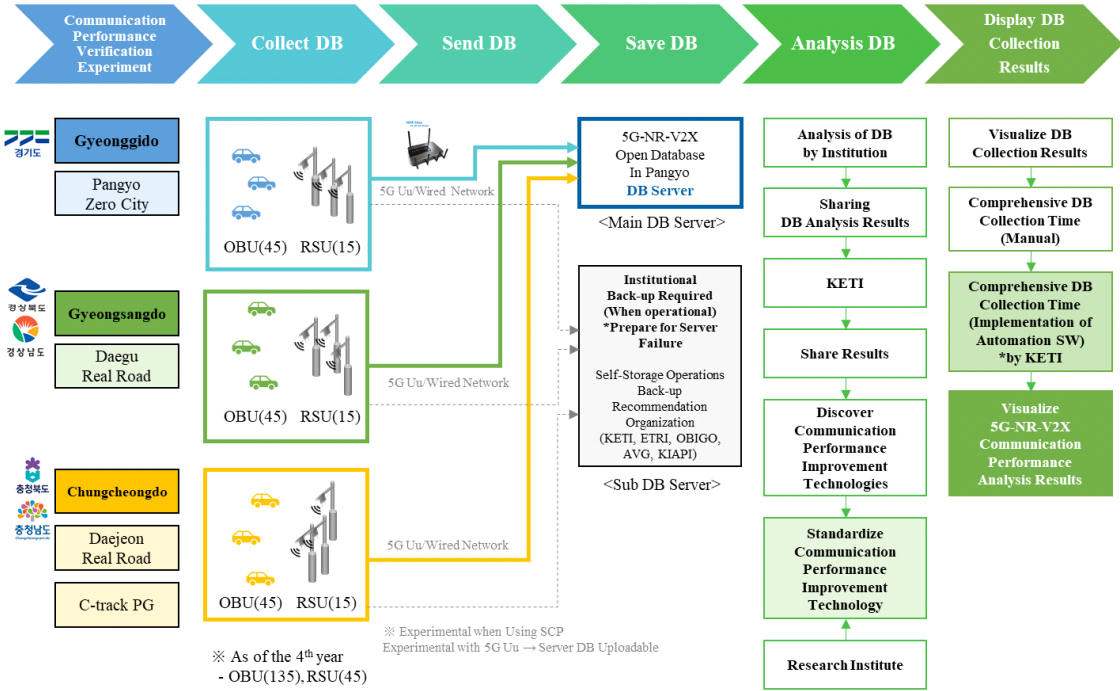 Communication
Performance
Verification
Experiment
Collect DB
Send DB
Save DB
Analysis DB
Display DB
Collection
Results
경기도
Gyeonggido
Pangyo
Zero City
OBU(45)
RSU(15)
5G Uu/Wired Network
5G-NR-V2X
Open Database
In Pangyo
DB Server
<Main DB Server>
경상북도
경상남도
Gyeongsangdo
Daegu
Real Road
OBU(45)
RSU(15)
5G Uu/Wired Network
Institutional
Back-up Required
(When operational)
*Prepare for Server
Failure
Self-Storage Operations
Back-up
Recommendation
Organization
(KETI, ETRI, OBIGO,
AVG, KIAPI)
<Sub DB Server>
충청북도
충청남도
Chungcheongdo
Daejeon
Real Road
C-track PG
OBU(45)
RSU(15)
5G Uu/Wired Network
※ As of the 4th year
- OBU(135), RSU(45)
※ Experimental when Using SCP
Experimental with 5G Uu → Server DB Uploadable
Analysis of DB
by Institution
Sharing
DB Analysis Results
KETI
Share Results
Discover
Communication
Performance
Improvement
Technologies
Standardize
Communication
Performance
Improvement
Technology
Research Institute
Visualize DB
Collection Results
Comprehensive DB
Collection Time
(Manual)
Comprehensive DB
Collection Time
(Implementation of
Automation SW)
*by KETI
Visualize
5G-NR-V2X
Communication
Performance
Analysis Results